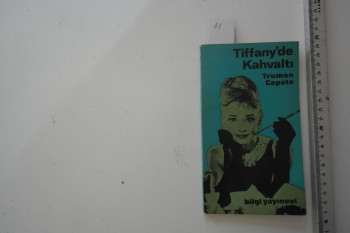 Tiffany'de
Kahvaltı
Truman
Capote
bilgi yayınevi